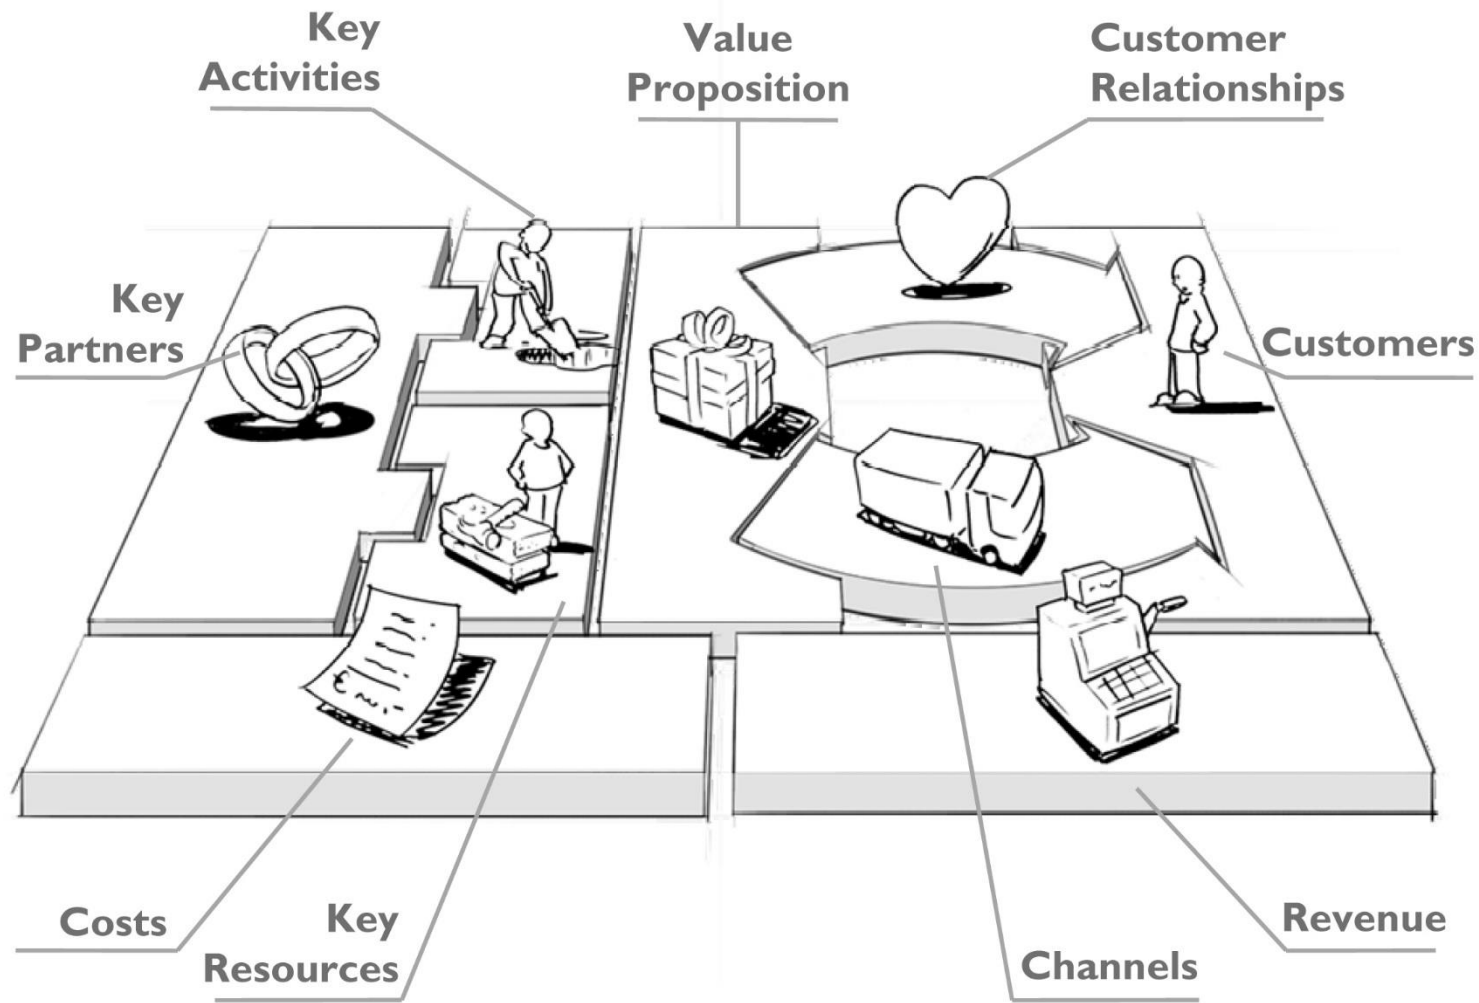 Key
Activities
Value
Proposition
Customer
Relationships
Key
Partners
Customers
€
Costs
Key
Resources
Channels
Revenue